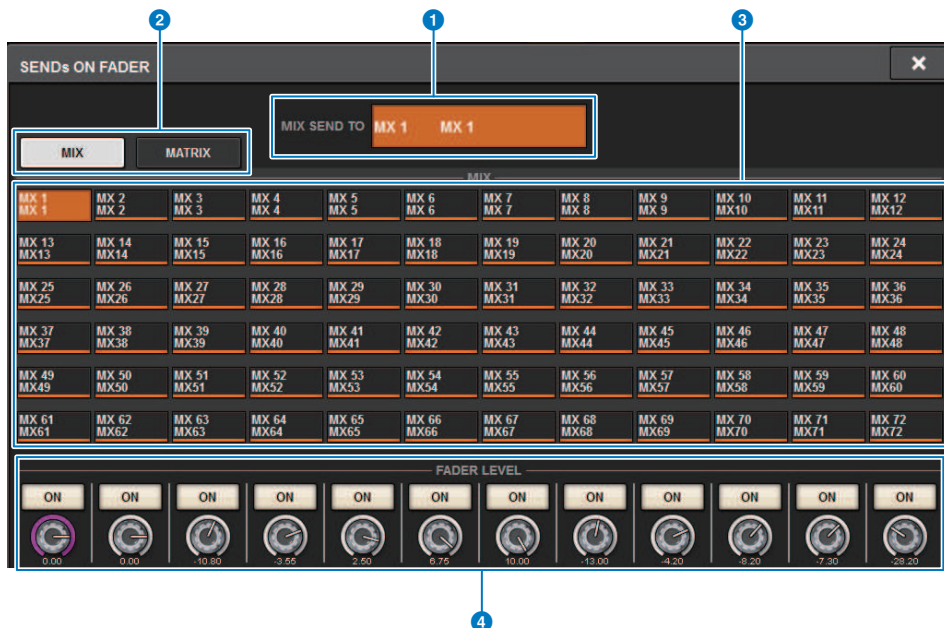 2 1 3
SENDs ON FADER ×
MIX SEND TO MX 1 MX 1
MIX MATRIX
MIX
MX 1 MX 2 MX 3 MX 4 MX 5 MX 6 MX 7 MX 8 MX 9 MX 10 MX 11 MX 12
MX 1 MX 2 MX 3 MX 4 MX 5 MX 6 MX 7 MX 8 MX 9 MX10 MX11 MX12
MX 13 MX 14 MX 15 MX 16 MX 17 MX 18 MX 19 MX 20 MX 21 MX 22 MX 23 MX 24
MX13 MX14 MX15 MX16 MX17 MX18 MX19 MX20 MX21 MX22 MX23 MX24
MX 25 MX 26 MX 27 MX 28 MX 29 MX 30 MX 31 MX 32 MX 33 MX 34 MX 35 MX 36
MX25 MX26 MX27 MX28 MX29 MX30 MX31 MX32 MX33 MX34 MX35 MX36
MX 37 MX 38 MX 39 MX 40 MX 41 MX 42 MX 43 MX 44 MX 45 MX 46 MX 47 MX 48
MX37 MX38 MX39 MX40 MX41 MX42 MX43 MX44 MX45 MX46 MX47 MX48
MX 49 MX 50 MX 51 MX 52 MX 53 MX 54 MX 55 MX 56 MX 57 MX 58 MX 59 MX 60
MX49 MX50 MX51 MX52 MX53 MX54 MX55 MX56 MX57 MX58 MX59 MX60
MX 61 MX 62 MX 63 MX 64 MX 65 MX 66 MX 67 MX 68 MX 69 MX 70 MX 71 MX 72
MX61 MX62 MX63 MX64 MX65 MX66 MX67 MX68 MX69 MX70 MX71 MX72
FADER LEVEL
ON ON ON ON ON ON ON ON ON ON ON ON
0.00 0.00 -10.80 -3.55 2.50 6.75 10.00 -13.00 -4.20 -8.20 -7.30 -28.20
4